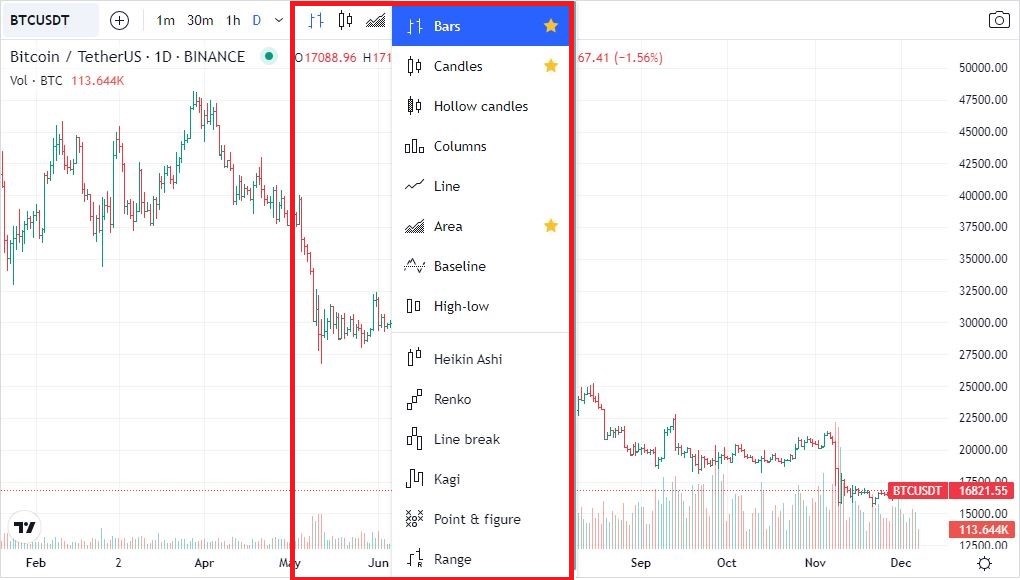 BTCUSDT 1m 30m 1h D
Bitcoin / TetherUS · 1D · BINANCE O17088.96 H171 67.41 (−1.56%)
Vol · BTC 113.644K
Bars
Candles
Hollow candles
Columns
Line
Area
Baseline
High-low
Heikin Ashi
Renko
Line break
Kagi
Point & figure
Range
50000.00
47500.00
45000.00
42500.00
40000.00
37500.00
35000.00
32500.00
30000.00
27500.00
25000.00
22500.00
20000.00
BTCUSDT 16821.55
15000.00
113.644K
12500.00
Feb 2 Apr May Jun Sep Oct Nov Dec